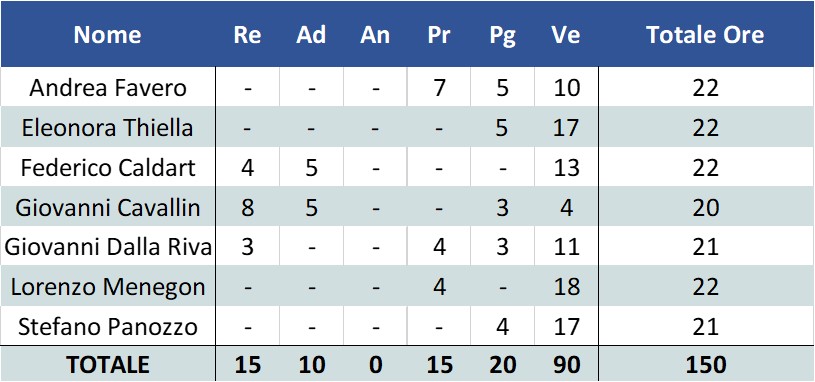 Nome Re Ad An Pr Pg Ve Totale Ore
Andrea Favero - - - 7 5 10 22
Eleonora Thiella - - - - 5 17 22
Federico Caldart 4 5 - - - 13 22
Giovanni Cavallin 8 5 - - 3 4 20
Giovanni Dalla Riva 3 - - 4 3 11 21
Lorenzo Menegon - - - 4 - 18 22
Stefano Panozzo - - - - 4 17 21
TOTALE 15 10 0 15 20 90 150